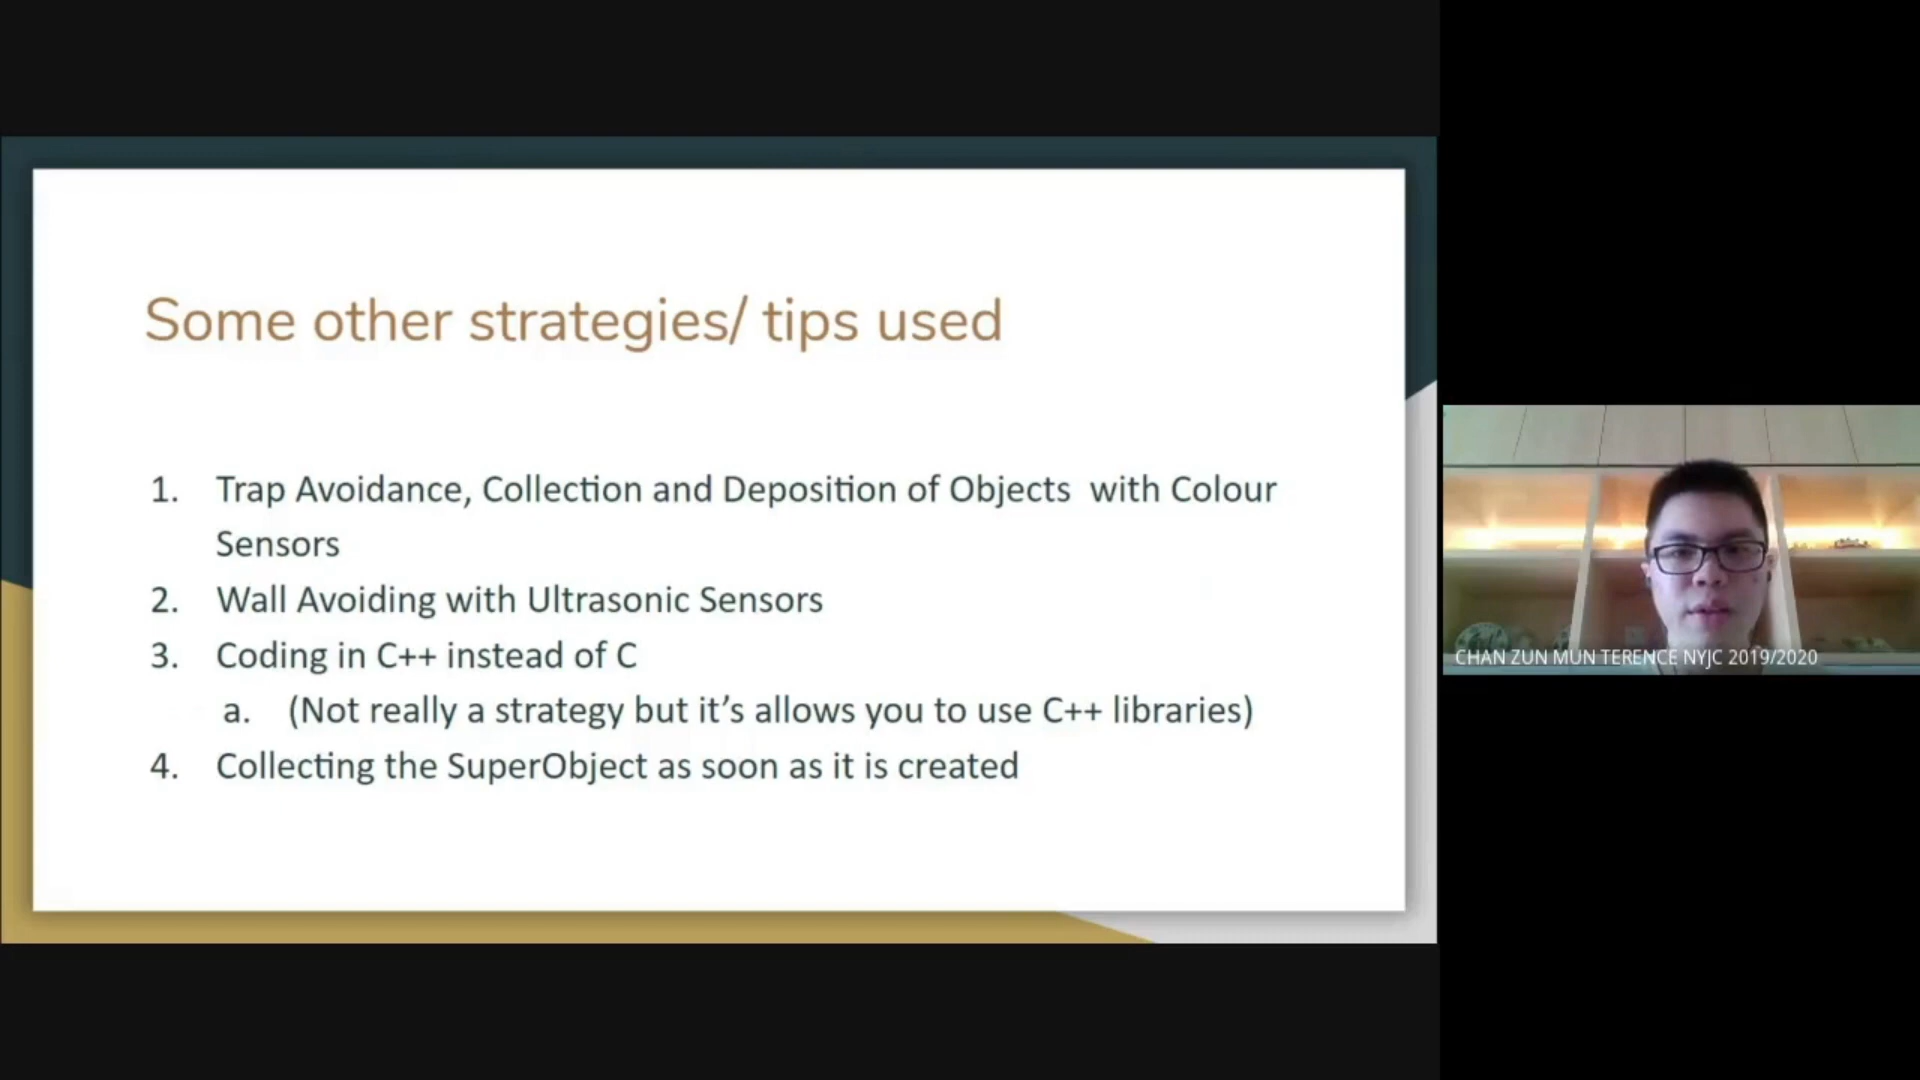 Some other strategies/ tips used
1. Trap Avoidance, Collection and Deposition of Objects  with Colour
Sensors
2. Wall Avoiding with Ultrasonic Sensors
3. Coding in C++ instead of C
a. (Not really a strategy but it’s allows you to use C++ libraries)
4. Collecting the SuperObject as soon as it is created
CHAN ZUN MUN TERENCE NYJC 2019/2020